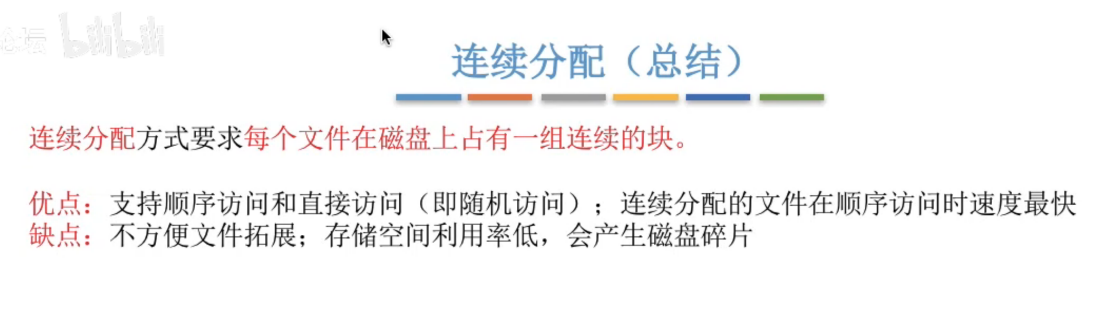 bilibili
连续分配（总结）
连续分配方式要求每个文件在磁盘上占有一组连续的块。
优点：支持顺序访问和直接访问（即随机访问）；连续分配的文件在顺序访问时速度最快
缺点：不方便文件拓展；存储空间利用率低，会产生磁盘碎片